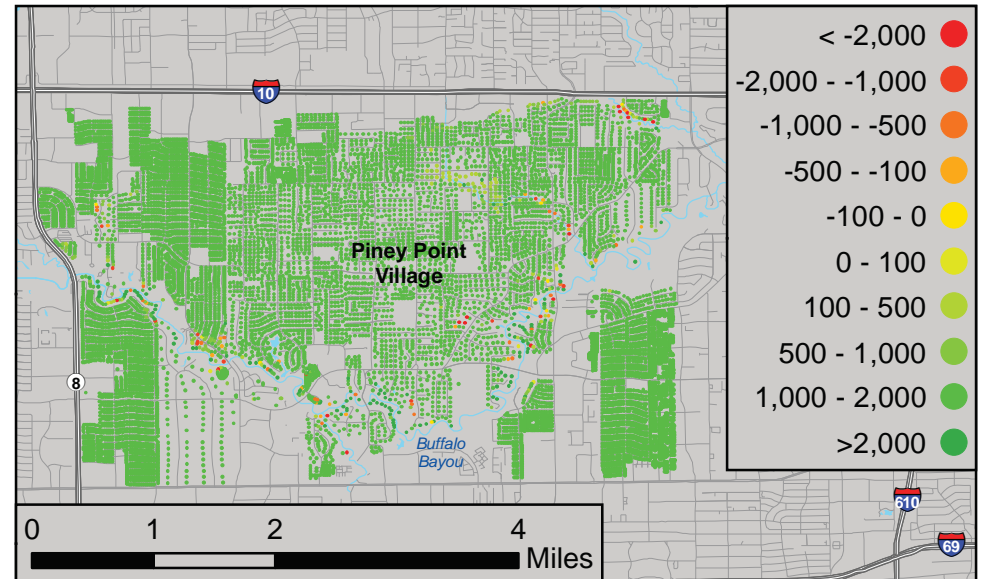 < -2,000
-2,000 - -1,000
-1,000 - -500
-500 - -100
-100 - 0
0 - 100
100 - 500
500 - 1,000
1,000 - 2,000
>2,000
10
Piney Point
Village
8
Buffalo
Bayou
610
69
0 1 2 4
Miles